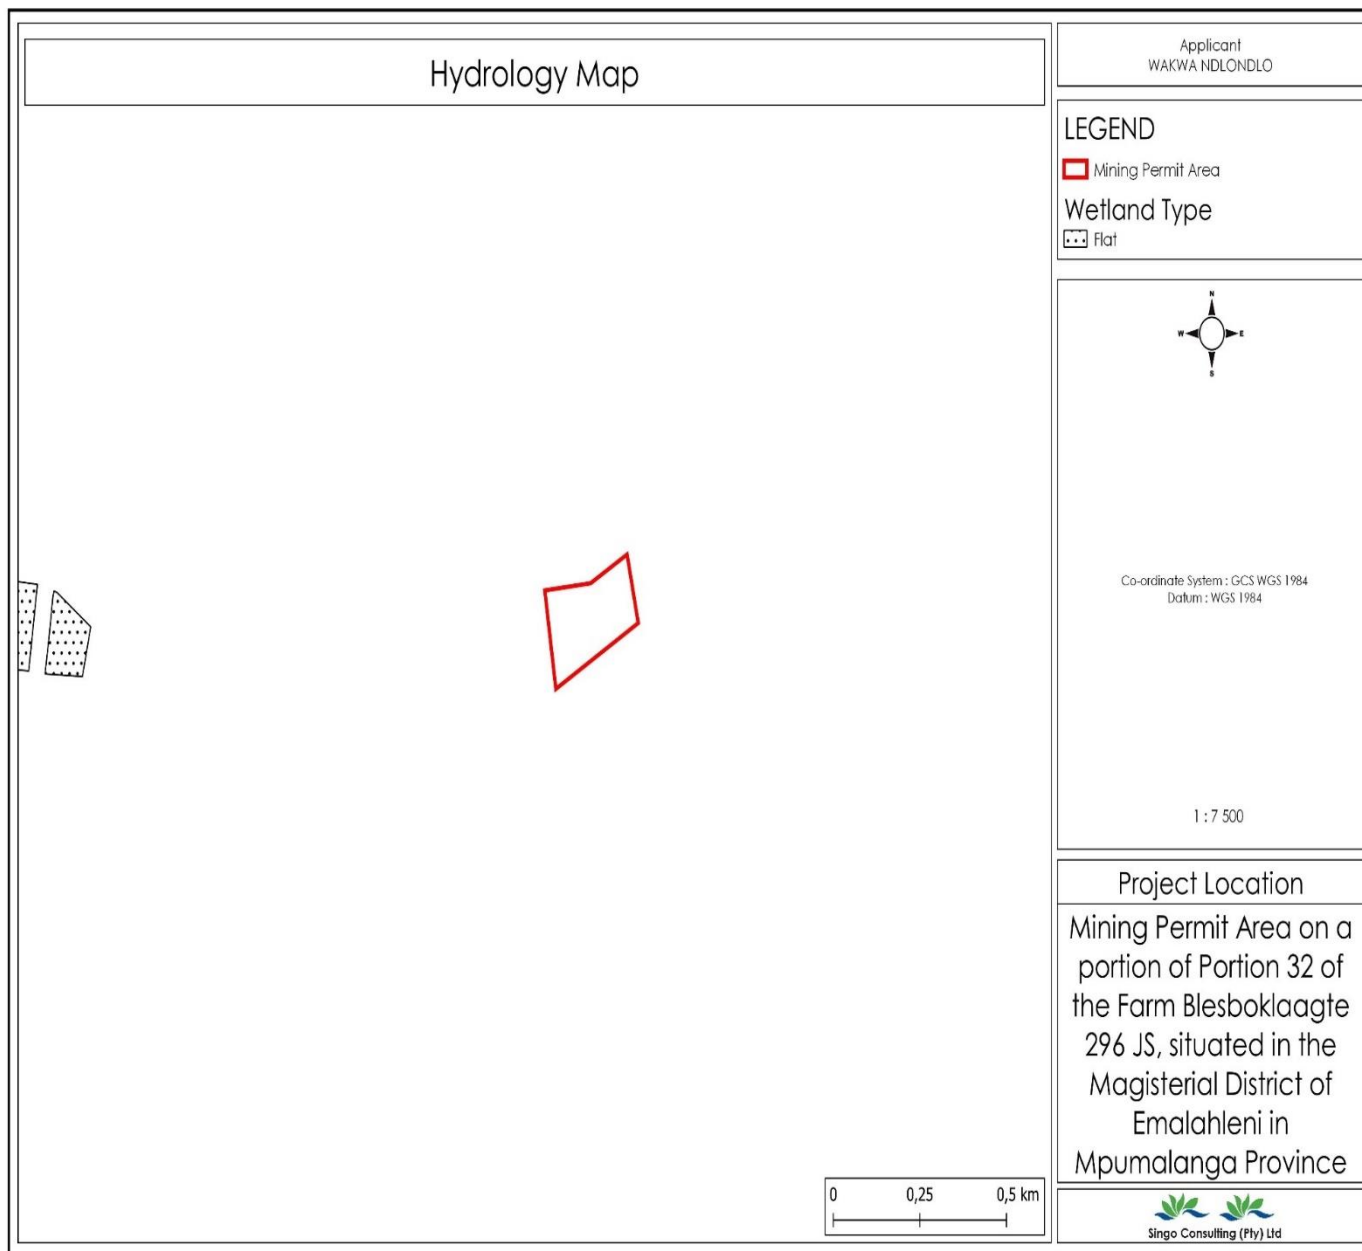 Hydrology Map
Applicant
WAKWA NDLONDLO
LEGEND
Mining Permit Area
Wetland Type
Flat
N
W E
S
Co-ordinate System : GCS WGS 1984
Datum : WGS 1984
1 : 7 500
Project Location
Mining Permit Area on a
portion of Portion 32 of
the Farm Blesboklaagte
296 JS, situated in the
Magisterial District of
Emalahleni in
Mpumalanga Province
0 0,25 0,5 km
Singo Consulting (Pty) Ltd